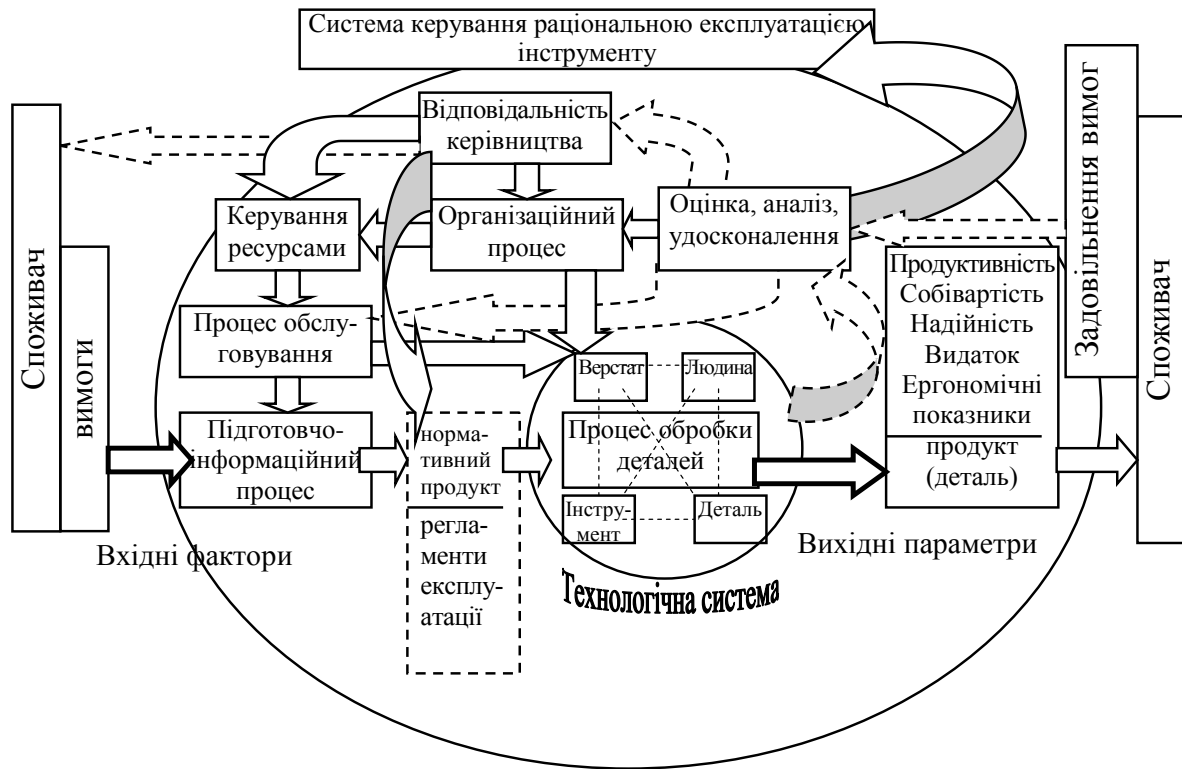 Система керування раціональною експлуатацією
інструменту
Споживач
вимоги
Відповідальність
керівництва
Керування
ресурсами
Організаційний
процес
Оцінка, аналіз,
удосконалення
Процес обслу-
говування
Підготовчо-
інформаційний
процес
норма-
тивний
продукт
регла-
менти
експлу-
атації
Верстат
Людина
Процес обробки
деталей
Інстру-
мент
Деталь
Технологічна система
Продуктивність
Собівартість
Надійність
Видаток
Ергономічні
показники
продукт
(деталь)
Задовільнення вимог
Споживач
Вхідні фактори
Вихідні параметри